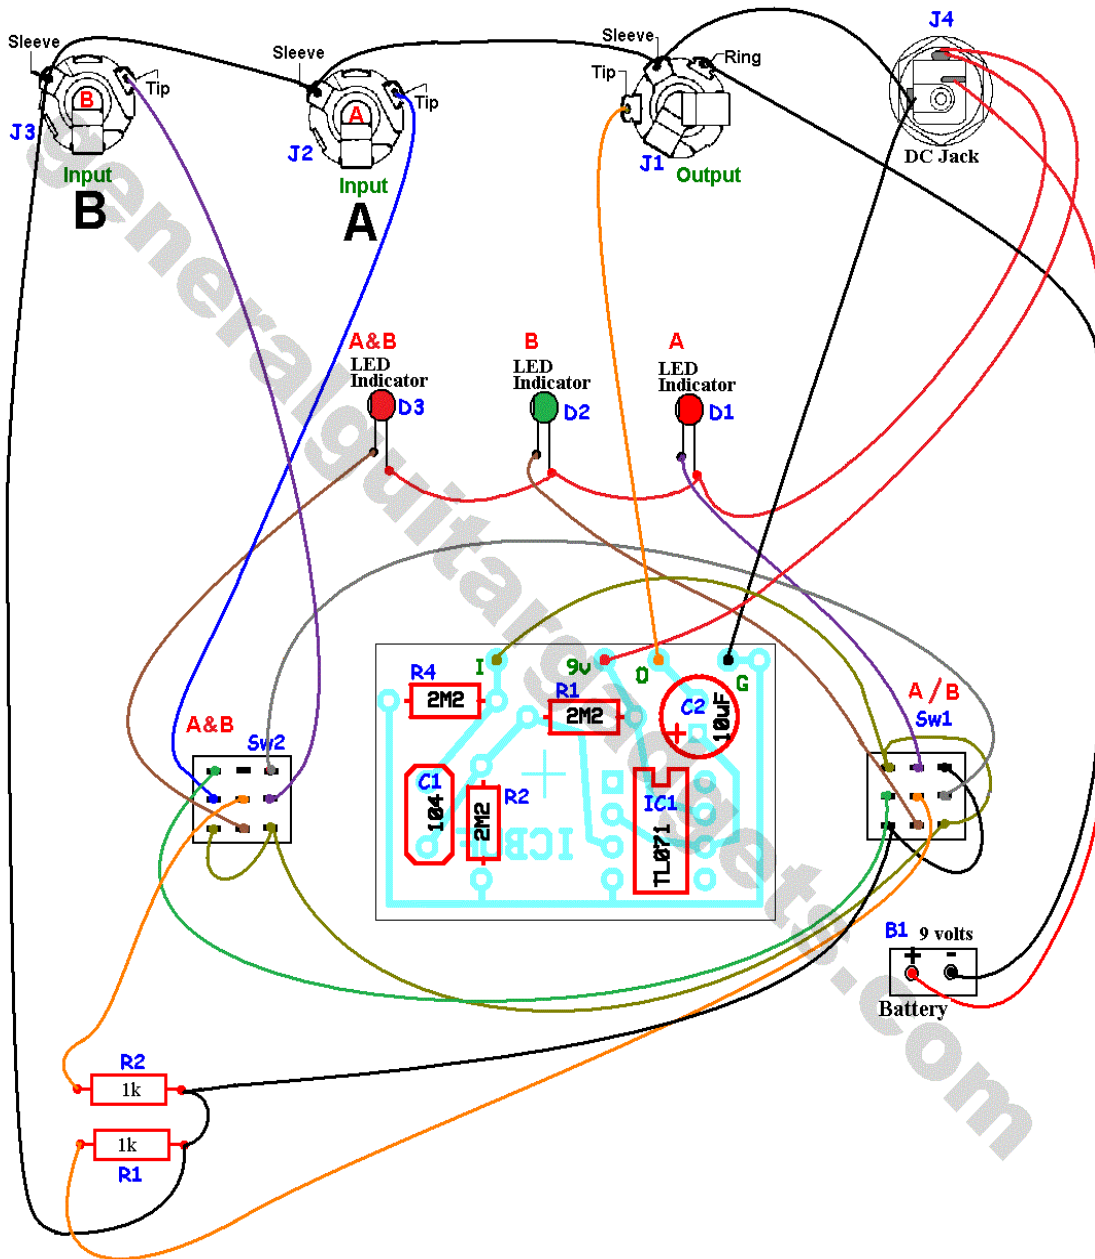 Sleeve
B
Tip
J3
Input
B
Sleeve
A
Tip
J2
Input
A
Sleeve
Tip
Ring
J1
Output
J4
DC Jack
A&B
LED
Indicator
D3
B
LED
Indicator
D2
A
LED
Indicator
D1
generalguitargadgets.com
I
9v
O
G
R4
2M2
R1
2M2
C2
10uF
+
C1
104
R2
2M2
IC1
TL071
A&B
Sw2
A/B
Sw1
B1
9 volts
+ -
Battery
R2
1k
1k
R1